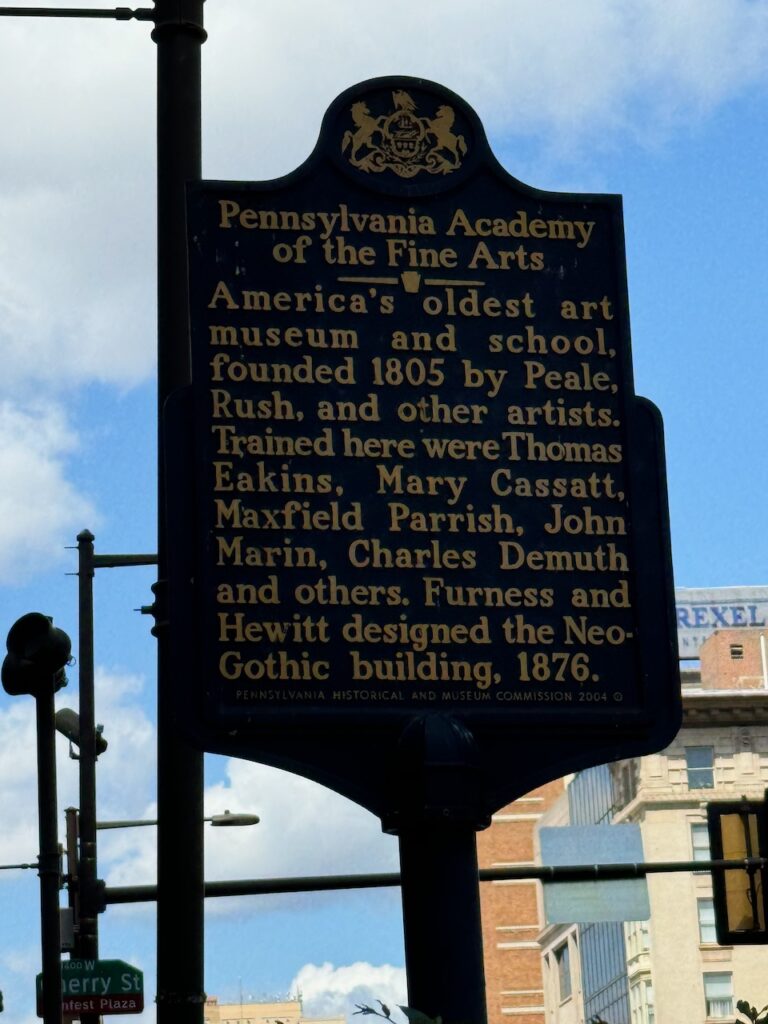 Pennsylvania Academy
of the Fine Arts
America's oldest art
museum and school,
founded 1805 by Peale,
Rush, and other artists.
Trained here were Thomas
Eakins, Mary Cassatt,
Maxfield Parrish, John
Marin, Charles Demuth
and others. Furness and
Hewitt designed the Neo-
Gothic building, 1876.
PENNSYLVANIA HISTORICAL AND MUSEUM COMMISSION 2004 ©
REXEL
W
St
Plaza